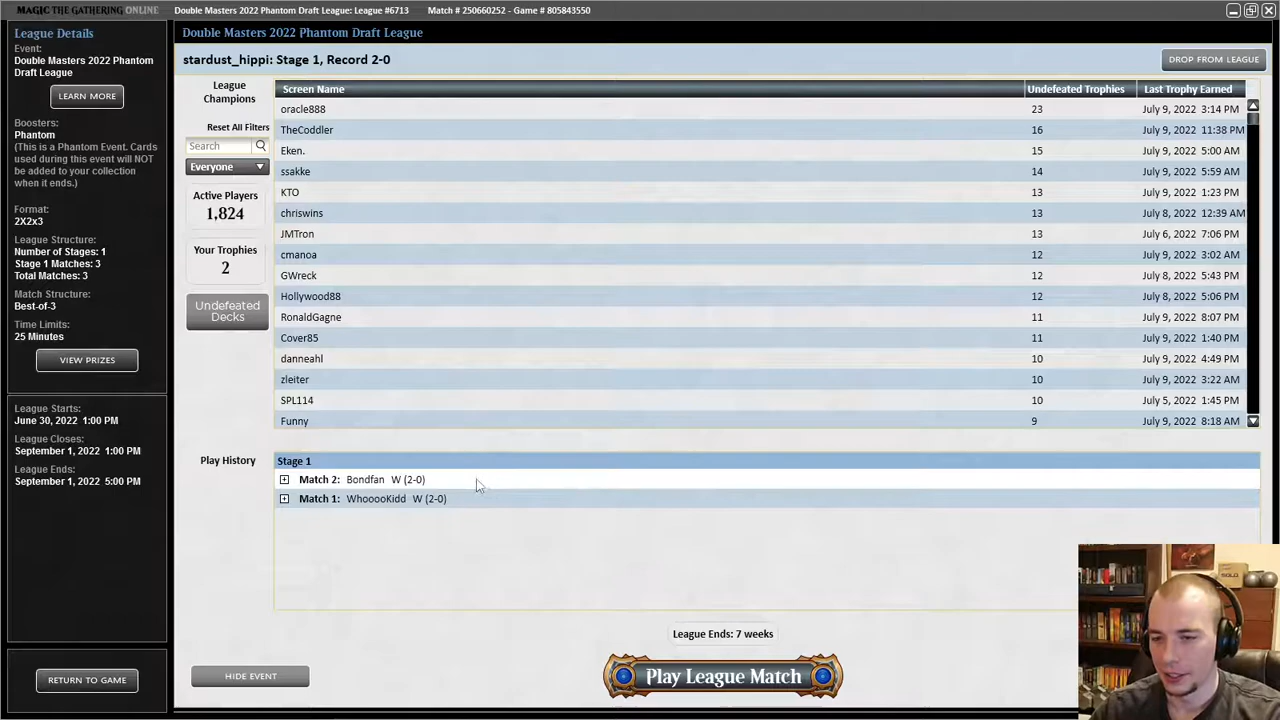 MAGIC THE GATHERING ONLINE
Double Masters 2022 Phantom Draft League: League #6713
Match # 250660252 - Game # 805843550
League Details
Event:
Double Masters 2022 Phantom
Draft League
LEARN MORE
Boosters:
Phantom
(This is a Phantom Event. Cards
used during this event will NOT
be added to your collection
when it ends.)
Format:
2X2x3
League Structure:
Number of Stages: 1
Stage 1 Matches: 3
Total Matches: 3
Match Structure:
Best-of-3
Time Limits:
25 Minutes
VIEW PRIZES
League Starts:
June 30, 2022 1:00 PM
League Closes:
September 1, 2022 1:00 PM
League Ends:
September 1, 2022 5:00 PM
RETURN TO GAME
Double Masters 2022 Phantom Draft League
stardust_hippi: Stage 1, Record 2-0
DROP FROM LEAGUE
League
Champions
Reset All Filters
Search
Everyone
Active Players
1,824
Your Trophies
2
Undefeated
Decks
Screen Name Undefeated Trophies Last Trophy Earned
oracle888 23 July 9, 2022 3:14 PM
TheCoddler 16 July 9, 2022 11:38 PM
Eken. 15 July 9, 2022 5:00 AM
ssakke 14 July 9, 2022 5:59 AM
KTO 13 July 9, 2022 1:23 PM
chriswins 13 July 8, 2022 12:39 AM
JMTron 13 July 6, 2022 7:06 PM
cmanoa 12 July 9, 2022 3:02 AM
GWreck 12 July 8, 2022 5:43 PM
Hollywood88 12 July 8, 2022 5:06 PM
RonaldGagne 11 July 9, 2022 8:07 PM
Cover85 11 July 9, 2022 1:40 PM
danneahl 10 July 9, 2022 4:49 PM
zleiter 10 July 9, 2022 3:22 AM
SPL114 10 July 5, 2022 1:45 PM
Funny 9 July 9, 2022 8:18 AM
Play History
Stage 1
Match 2: Bondfan W (2-0)
Match 1: WhooooKidd W (2-0)
League Ends: 7 weeks
HIDE EVENT
Play League Match